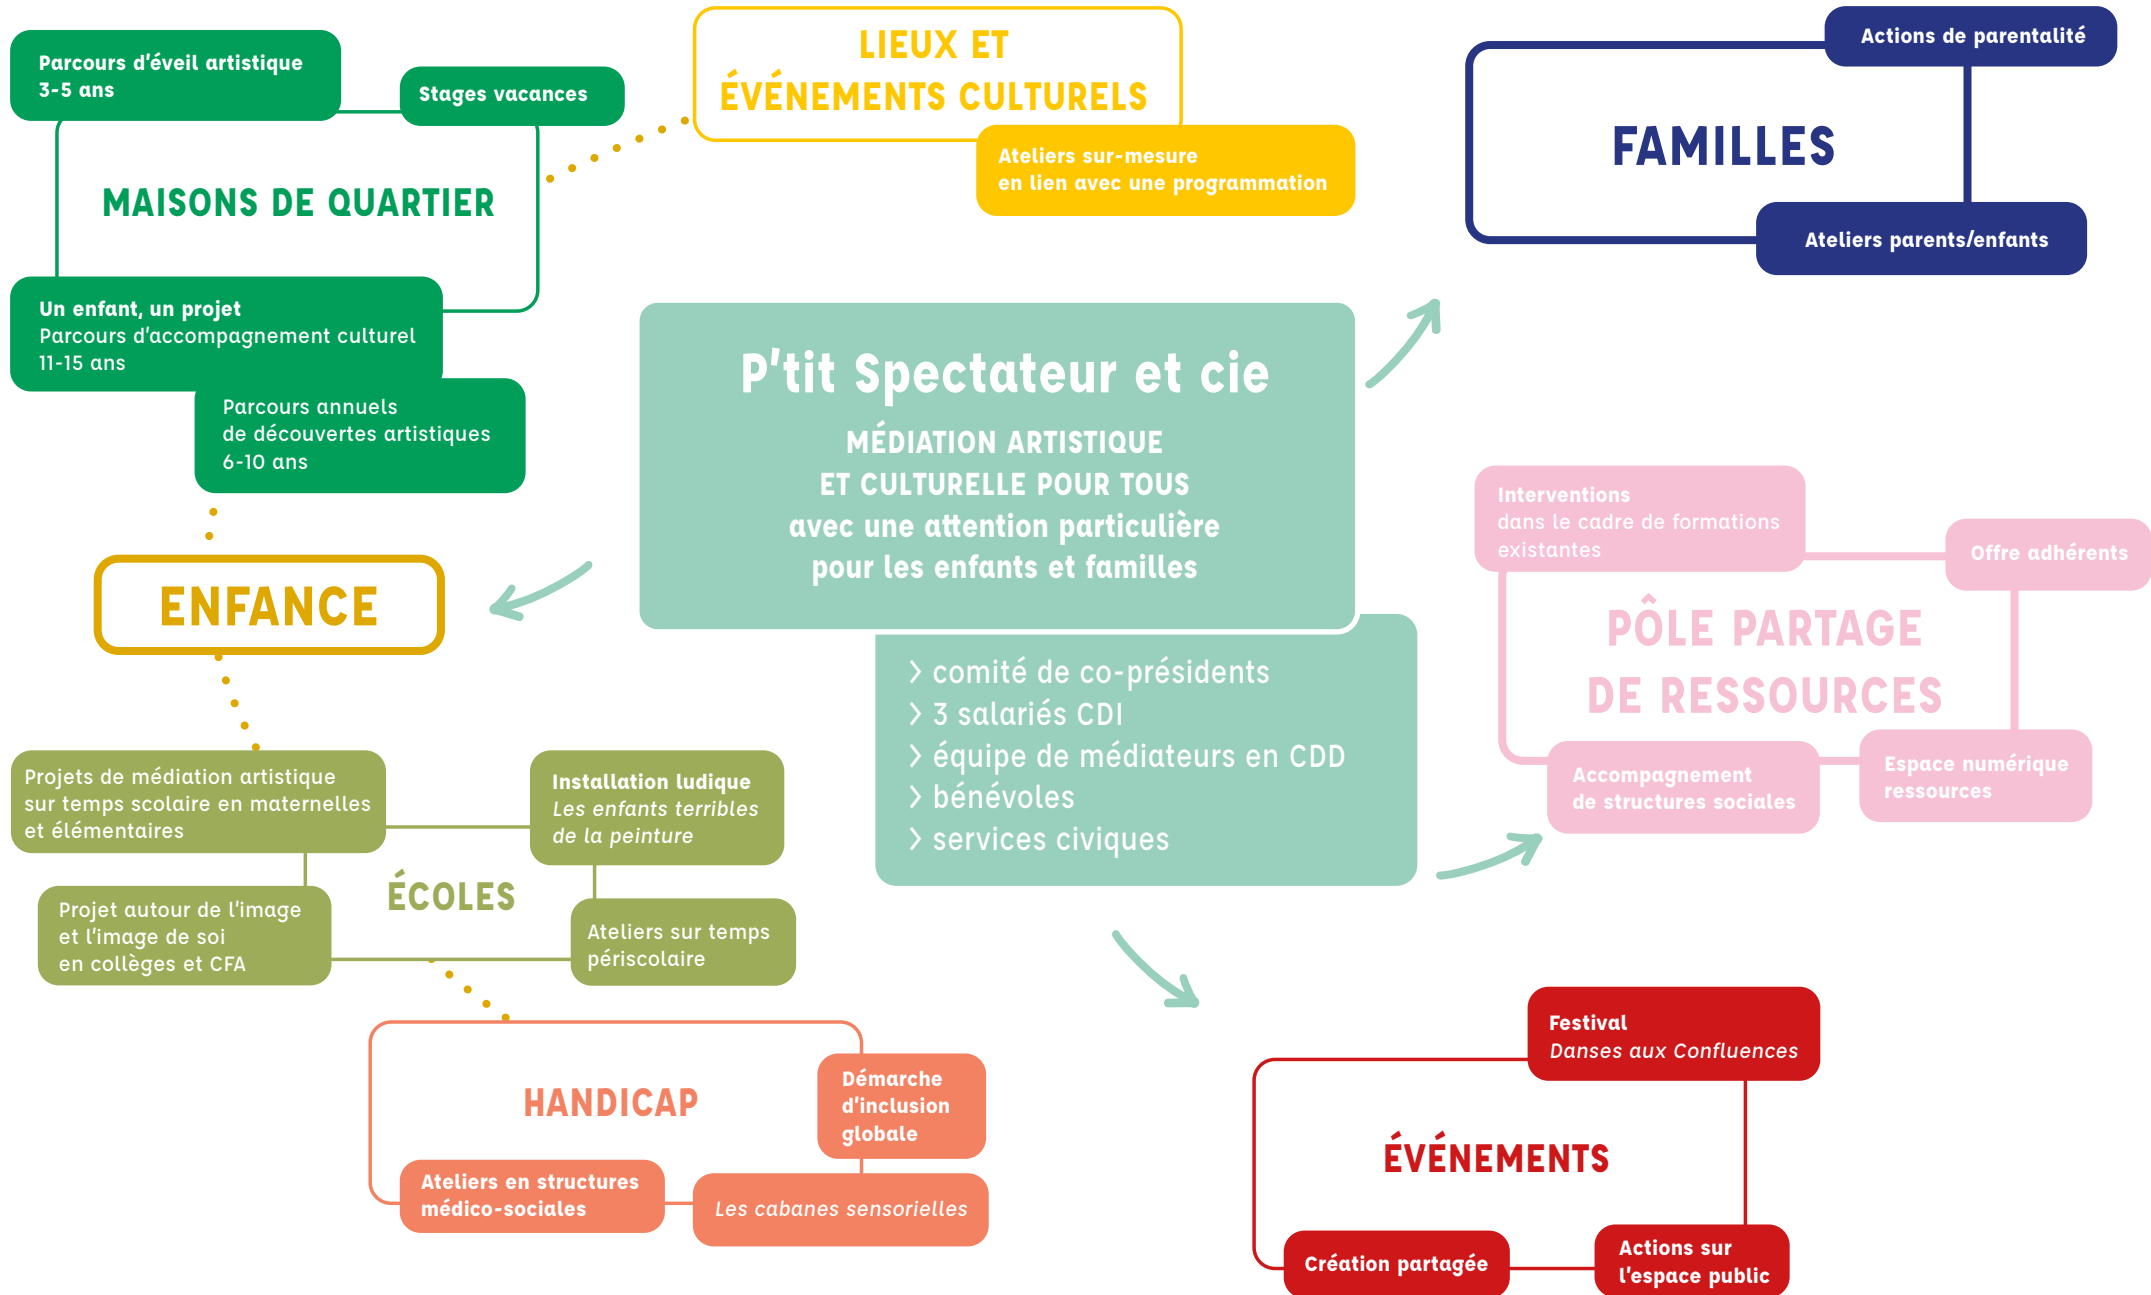 Parcours d'éveil artistique
3-5 ans
Stages vacances
MAISONS DE QUARTIER
Un enfant, un projet
Parcours d'accompagnement culturel
11-15 ans
Parcours annuels
de découvertes artistiques
6-10 ans
LIEUX ET
ÉVÉNEMENTS CULTURELS
Ateliers sur-mesure
en lien avec une programmation
Actions de parentalité
FAMILLES
Ateliers parents/enfants
P'tit Spectateur et cie
MÉDIATION ARTISTIQUE
ET CULTURELLE POUR TOUS
avec une attention particulière
pour les enfants et familles
> comité de co-présidents
> 3 salariés CDI
> équipe de médiateurs en CDD
> bénévoles
> services civiques
ENFANCE
Interventions
dans le cadre de formations
existantes
Offre adhérents
PÔLE PARTAGE
DE RESSOURCES
Accompagnement
de structures sociales
Espace numérique
ressources
Projets de médiation artistique
sur temps scolaire en maternelles
et élémentaires
Installation ludique
Les enfants terribles
de la peinture
ÉCOLES
Projet autour de l'image
et l'image de soi
en collèges et CFA
Ateliers sur temps
périscolaire
HANDICAP
Démarche
d'inclusion
globale
Ateliers en structures
médico-sociales
Les cabanes sensorielles
Festival
Danses aux Confluences
ÉVÉNEMENTS
Création partagée
Actions sur
l'espace public